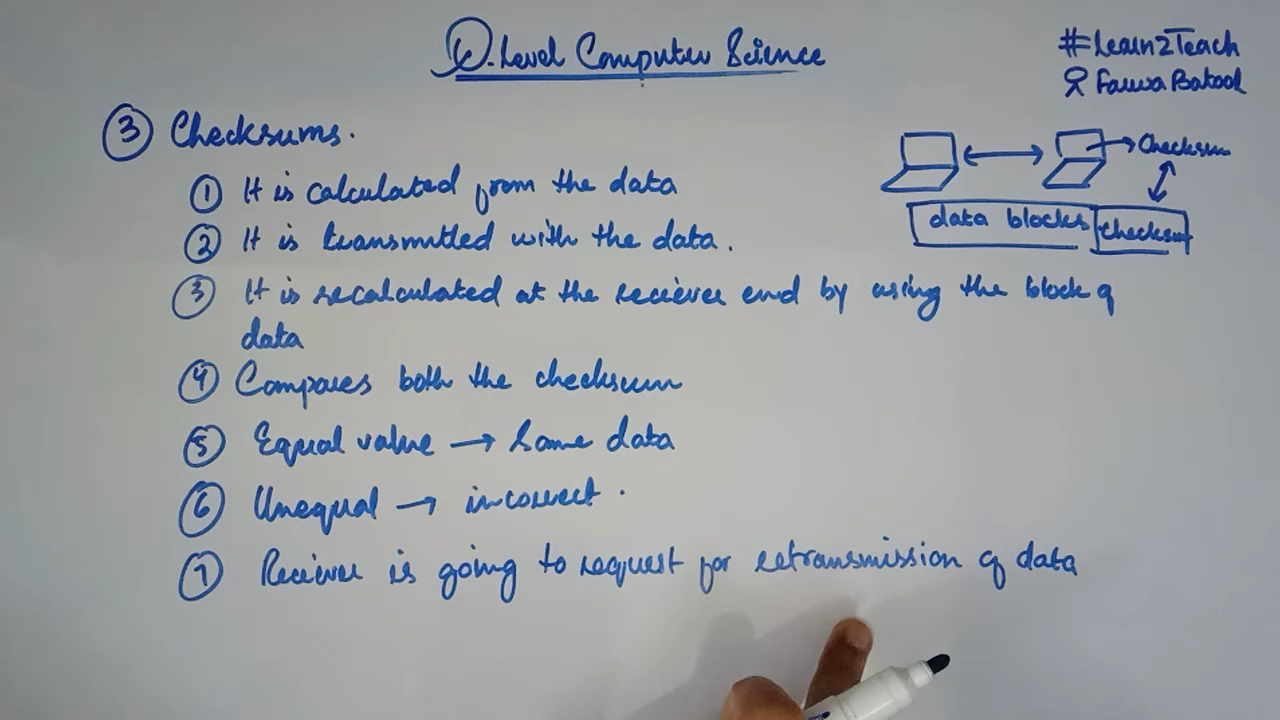 O.Level Computer Science
#Learn2Teach
Farwa Batool
③ Checksums.
Checksum
data blocks checksum
① It is calculated from the data
② It is transmitted with the data.
③ It is recalculated at the reciever end by using the block of
data
④ Compares both the checksum
⑤ Equal value → Same data
⑥ Unequal → incorrect.
⑦ Reciever is going to request for retransmission of data